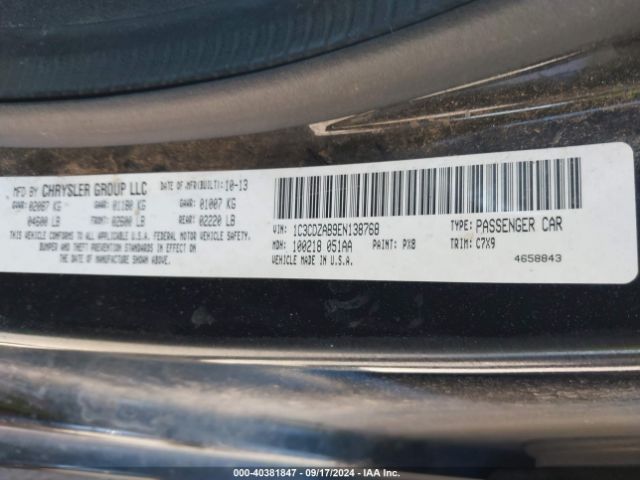 MFD BY CHRYSLER GROUP LLC DATE OF MFR(BUILT): 10-13
GVWR: 02087 KG GAWR: 01180 KG GAWR: 01007 KG
04600 LB FRONT: 02600 LB REAR: 02220 LB
THIS VEHICLE CONFORMS TO ALL APPLICABLE U.S.A. FEDERAL MOTOR VEHICLE SAFETY,
BUMPER AND THEFT PREVENTION STANDARDS IN EFFECT ON
THE DATE OF MANUFACTURE SHOWN ABOVE.
VIN: 1C3CDZAB9EN138768 TYPE: PASSENGER CAR
MDH: 100218 051AA PAINT: PX8 TRIM: C7X9
VEHICLE MADE IN U.S.A. 4658843
00-40381847 - 09/17/2024 - IAA Inc.